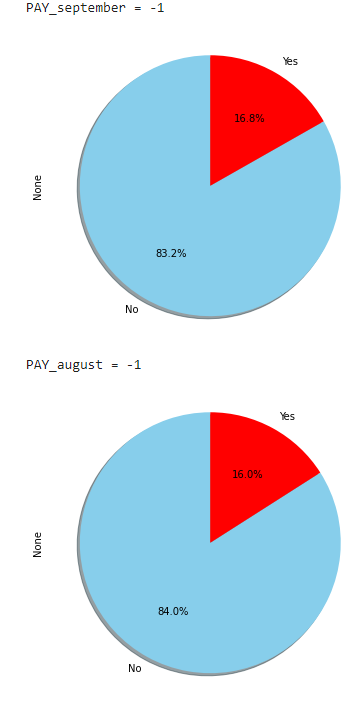 PAY_september = -1
Yes
16.8%
None
83.2%
No
PAY_august = -1
Yes
16.0%
None
84.0%
No